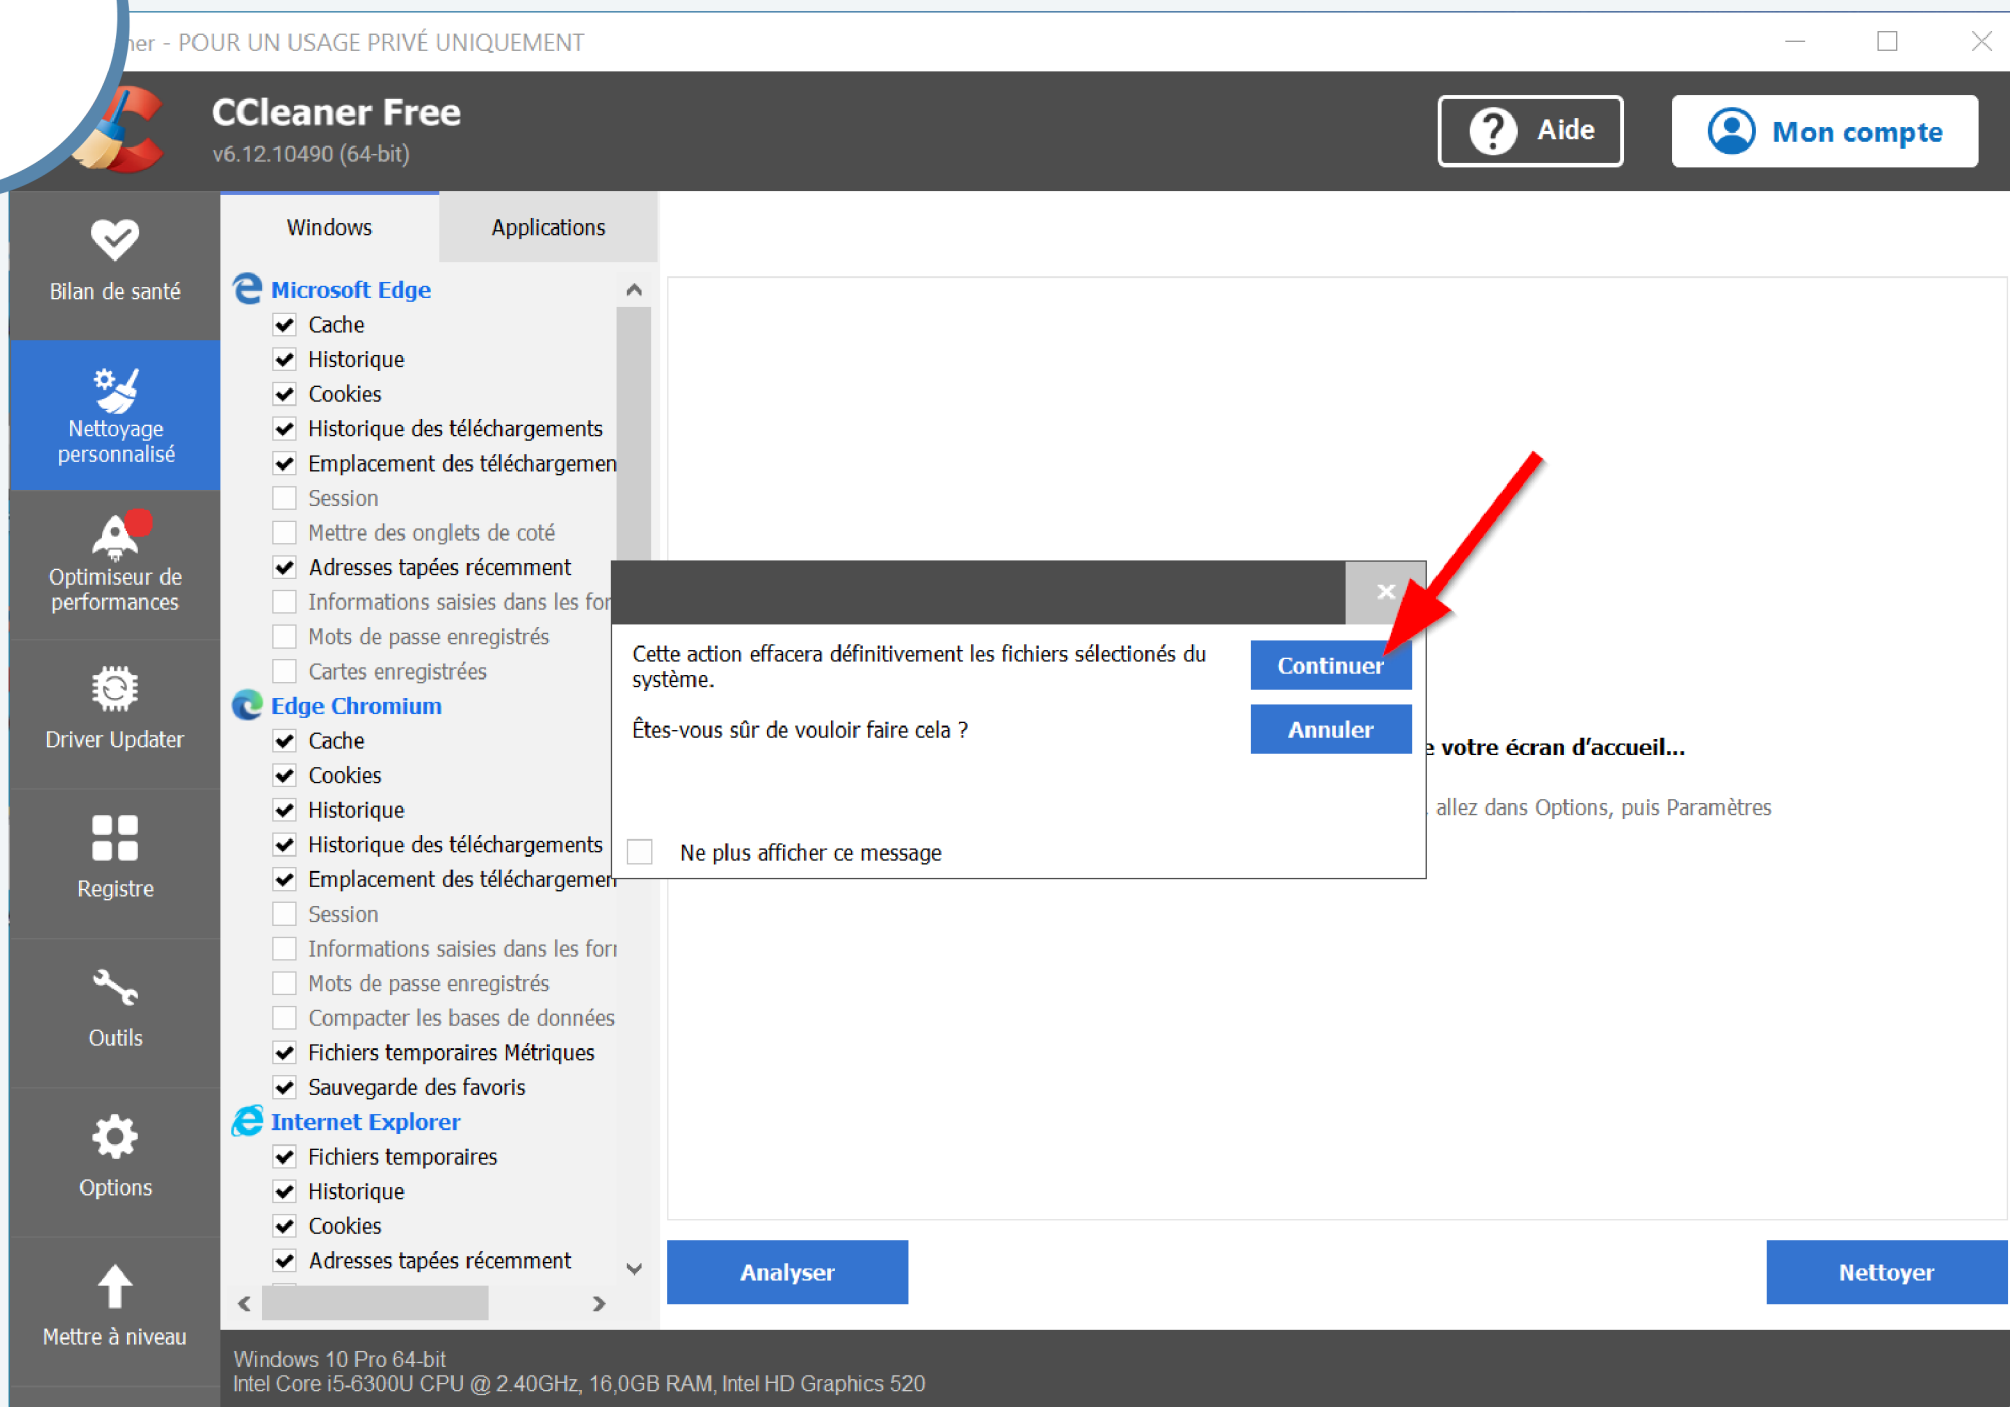 ner - POUR UN USAGE PRIVÉ UNIQUEMENT
CCleaner Free
v6.12.10490 (64-bit)
Aide
Mon compte
Bilan de santé
Nettoyage
personnalisé
Optimiseur de
performances
Driver Updater
Registre
Outils
Options
Mettre à niveau
Windows
Applications
Microsoft Edge
Cache
Historique
Cookies
Historique des téléchargements
Emplacement des téléchargemen
Session
Mettre des onglets de coté
Adresses tapées récemment
Informations saisies dans les for
Mots de passe enregistrés
Cartes enregistrées
Edge Chromium
Cache
Cookies
Historique
Historique des téléchargements
Emplacement des téléchargemen
Session
Informations saisies dans les forr
Mots de passe enregistrés
Compacter les bases de données
Fichiers temporaires Métriques
Sauvegarde des favoris
Internet Explorer
Fichiers temporaires
Historique
Cookies
Adresses tapées récemment
Cette action effacera définitivement les fichiers sélectionés du
système.
Êtes-vous sûr de vouloir faire cela ?
Continuer
Annuler
Ne plus afficher ce message
e votre écran d'accueil...
allez dans Options, puis Paramètres
Analyser
Nettoyer
Windows 10 Pro 64-bit
Intel Core i5-6300U CPU @ 2.40GHz, 16,0GB RAM, Intel HD Graphics 520